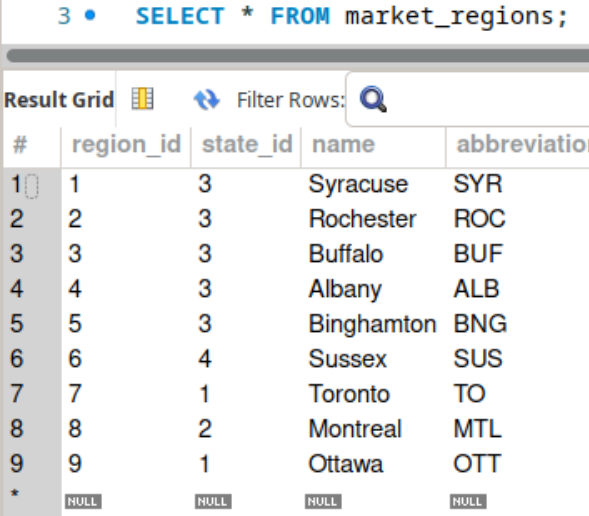 3 SELECT * FROM market_regions;
Result Grid Filter Rows:
# region_id state_id name abbreviatio
1 1 3 Syracuse SYR
2 2 3 Rochester ROC
3 3 3 Buffalo BUF
4 4 3 Albany ALB
5 5 3 Binghamton BNG
6 6 4 Sussex SUS
7 7 1 Toronto TO
8 8 2 Montreal MTL
9 9 1 Ottawa OTT
* NULL NULL NULL NULL